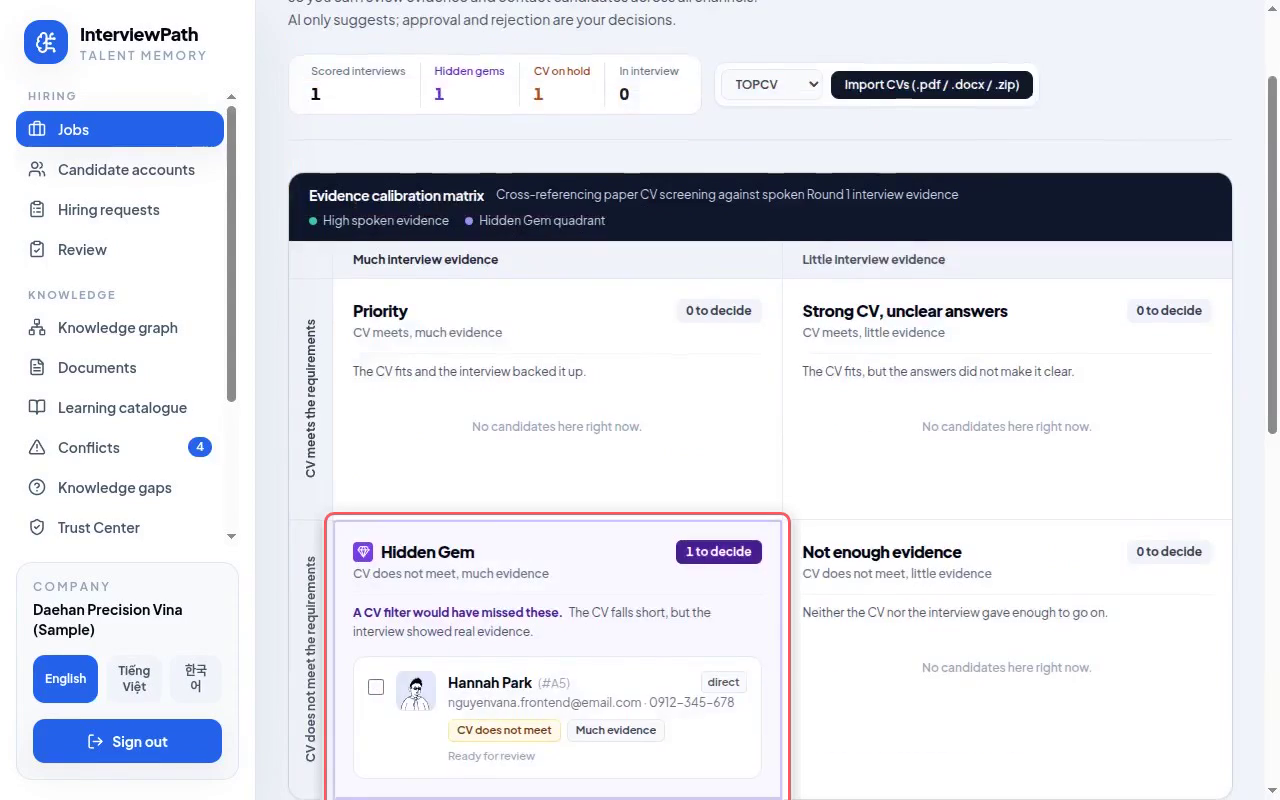 InterviewPath
TALENT MEMORY
HIRING
Jobs
Candidate accounts
Hiring requests
Review
KNOWLEDGE
Knowledge graph
Documents
Learning catalogue
Conflicts 4
Knowledge gaps
Trust Center
COMPANY
Daehan Precision Vina
(Sample)
English
Tiếng
Việt
한국
어
Sign out
AI only suggests; approval and rejection are your decisions.
Scored interviews
1
Hidden gems
1
CV on hold
1
In interview
0
TOPCV
Import CVs (.pdf / .docx / .zip)
Evidence calibration matrix Cross-referencing paper CV screening against spoken Round 1 interview evidence
High spoken evidence Hidden Gem quadrant
Much interview evidence
Little interview evidence
CV meets the requirements
Priority 0 to decide
CV meets, much evidence
The CV fits and the interview backed it up.
No candidates here right now.
Strong CV, unclear answers 0 to decide
CV meets, little evidence
The CV fits, but the answers did not make it clear.
No candidates here right now.
CV does not meet the requirements
Hidden Gem 1 to decide
CV does not meet, much evidence
A CV filter would have missed these. The CV falls short, but the
interview showed real evidence.
Hannah Park (#A5) direct
nguyenvana.frontend@email.com · 0912-345-678
CV does not meet Much evidence
Ready for review
Not enough evidence 0 to decide
CV does not meet, little evidence
Neither the CV nor the interview gave enough to go on.
No candidates here right now.